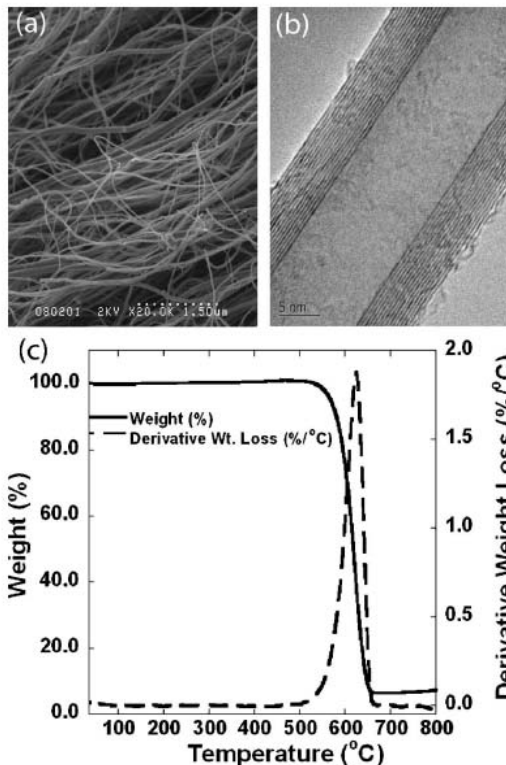 (a)
(b)
080201 2KV X20.0K 1.50um
5 nm
(c)
100.0
80.0
60.0
40.0
20.0
0.0
Weight (%)
Weight (%)
Derivative Wt. Loss (%/°C)
2.0
1.5
1.0
0.5
0.0
Derivative Weight Loss (%/°C)
100 200 300 400 500 600 700 800
Temperature (°C)